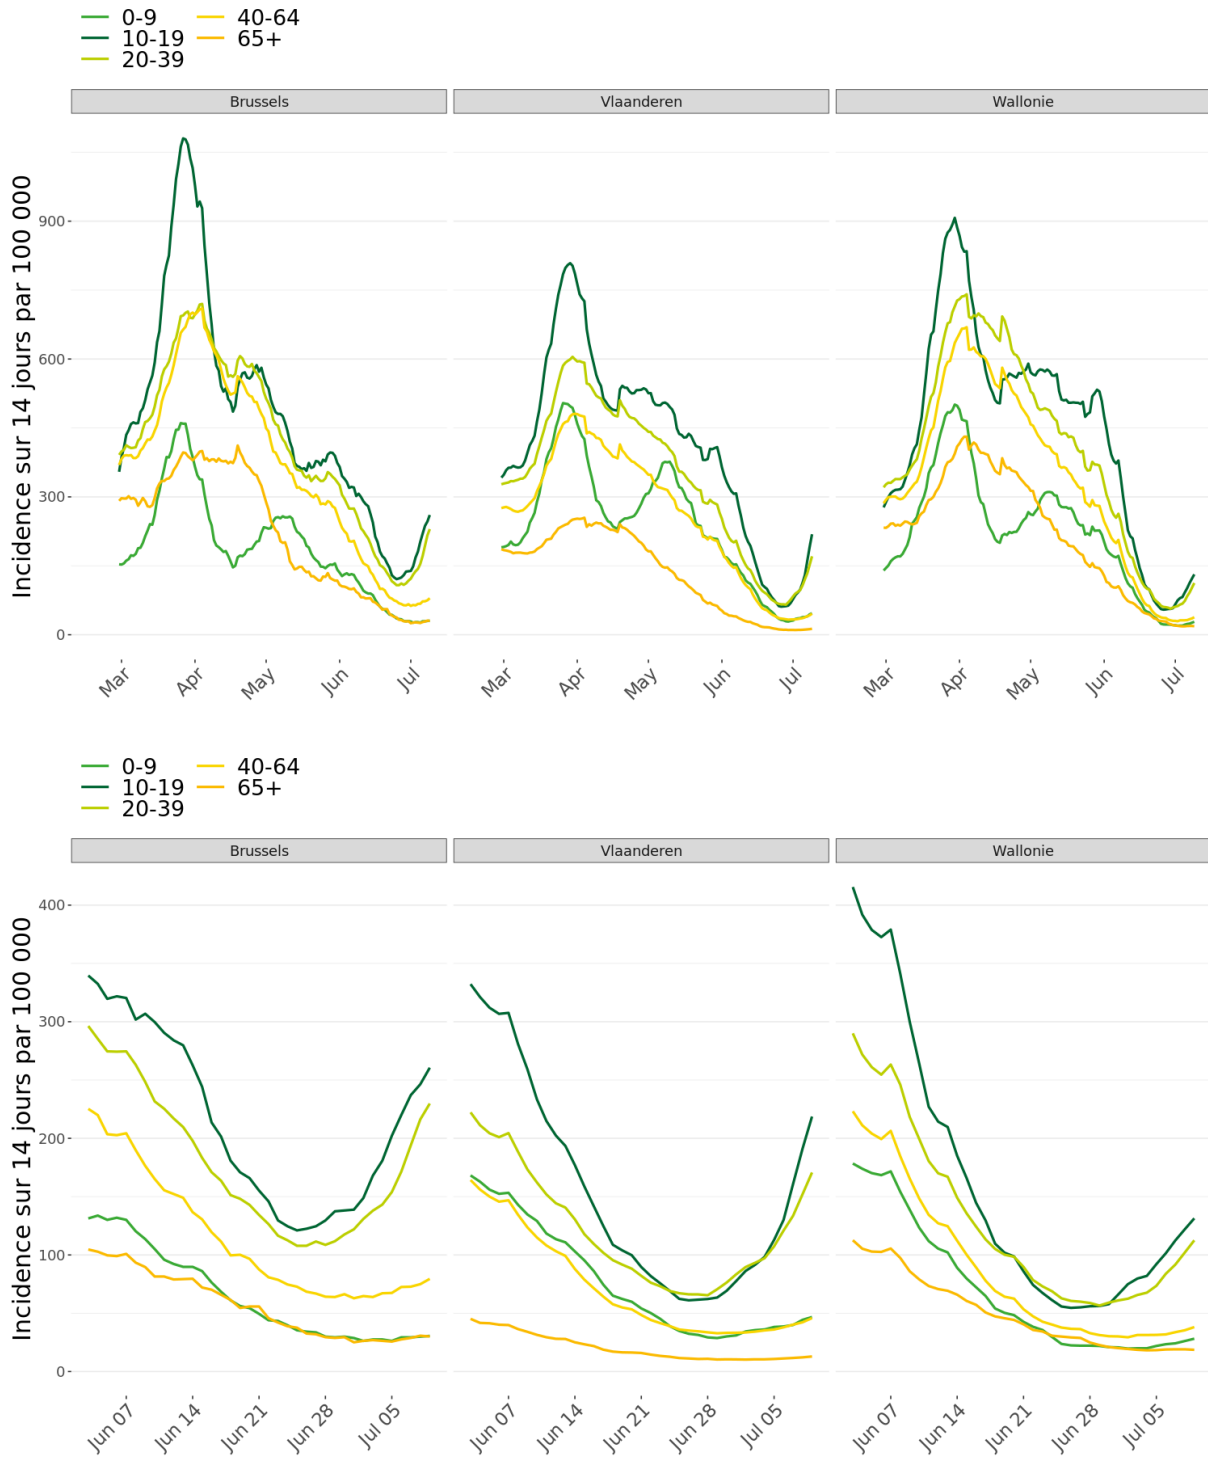 0-9 40-64
10-19 65+
20-39
Brussels Vlaanderen Wallonie
Incidence sur 14 jours par 100 000
900
600
300
0
Mar Apr May Jun Jul Mar Apr May Jun Jul Mar Apr May Jun Jul
0-9 40-64
10-19 65+
20-39
Brussels Vlaanderen Wallonie
Incidence sur 14 jours par 100 000
400
300
200
100
0
Jun 07 Jun 14 Jun 21 Jun 28 Jul 05 Jun 07 Jun 14 Jun 21 Jun 28 Jul 05 Jun 07 Jun 14 Jun 21 Jun 28 Jul 05